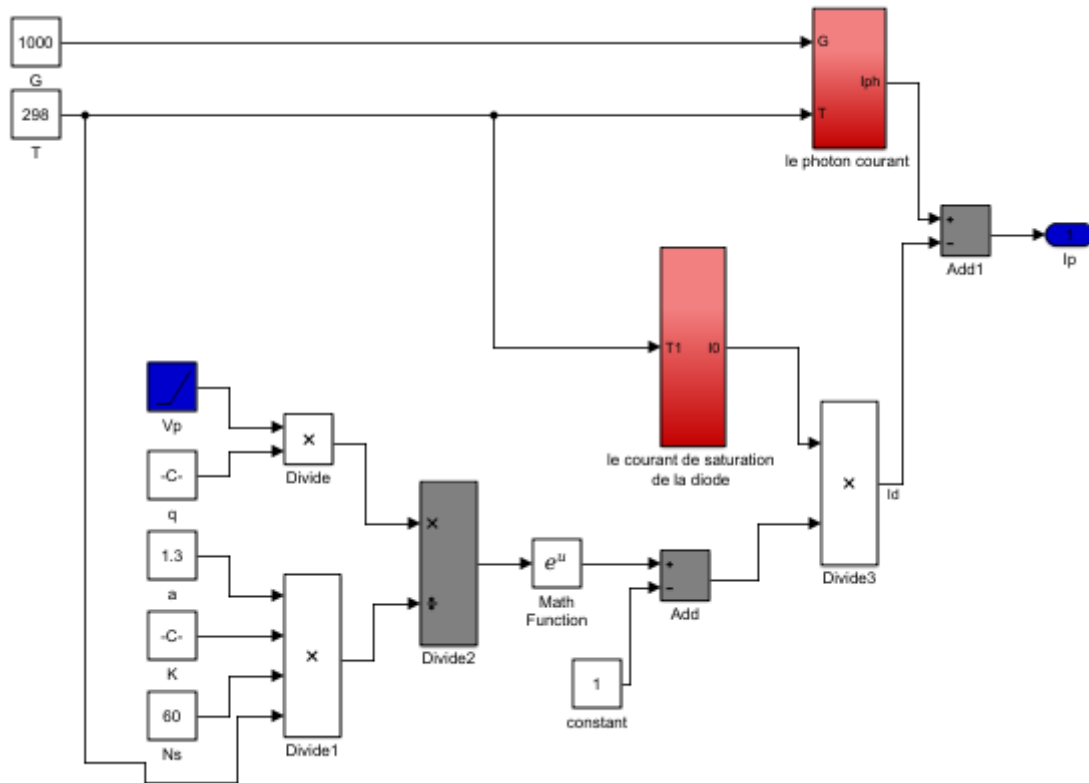 1000
G
298
T
G
T
Iph
le photon courant
+
−
Add1
1
Ip
T1
I0
le courant de saturation
de la diode
Vp
-C-
q
×
Divide
1.3
a
-C-
K
60
Ns
×
Divide1
×
÷
Divide2
eᵘ
Math
Function
+
−
Add
1
constant
×
Divide3
Id